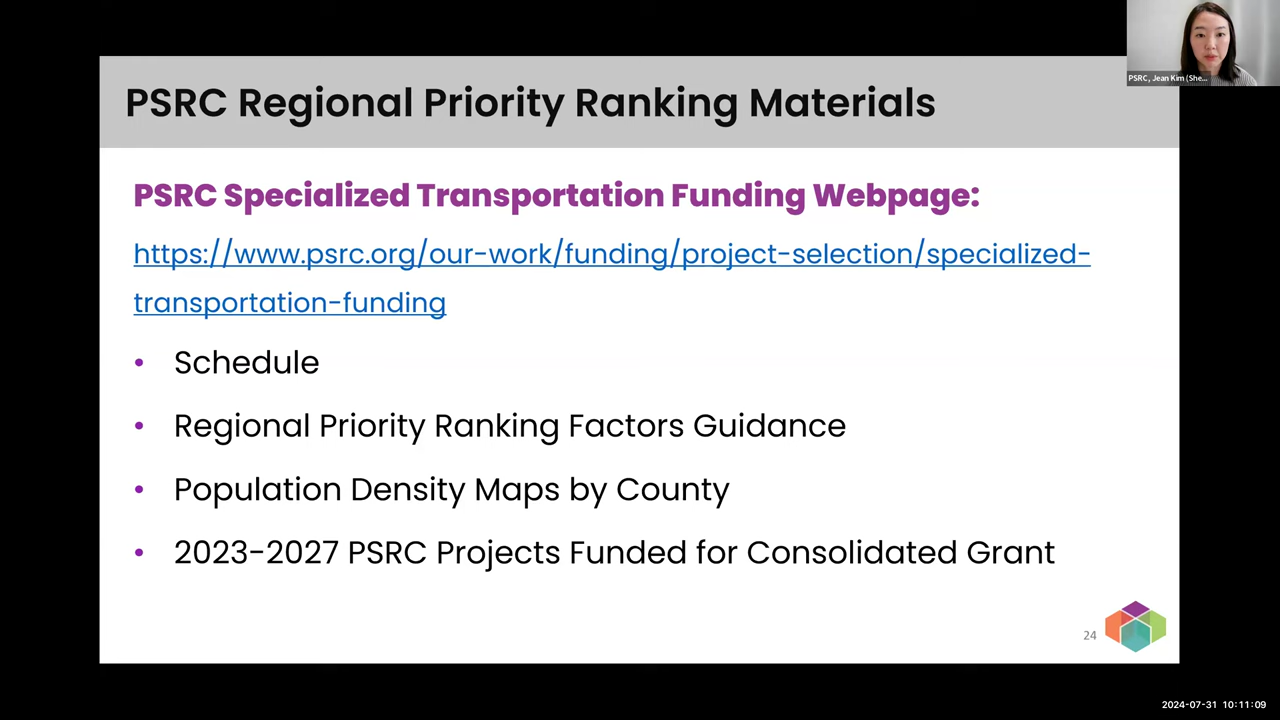 PSRC Regional Priority Ranking Materials
PSRC, Jean Kim (She...
PSRC Specialized Transportation Funding Webpage:
https://www.psrc.org/our-work/funding/project-selection/specialized-
transportation-funding
• Schedule
• Regional Priority Ranking Factors Guidance
• Population Density Maps by County
• 2023-2027 PSRC Projects Funded for Consolidated Grant
24
2024-07-31 10:11:09